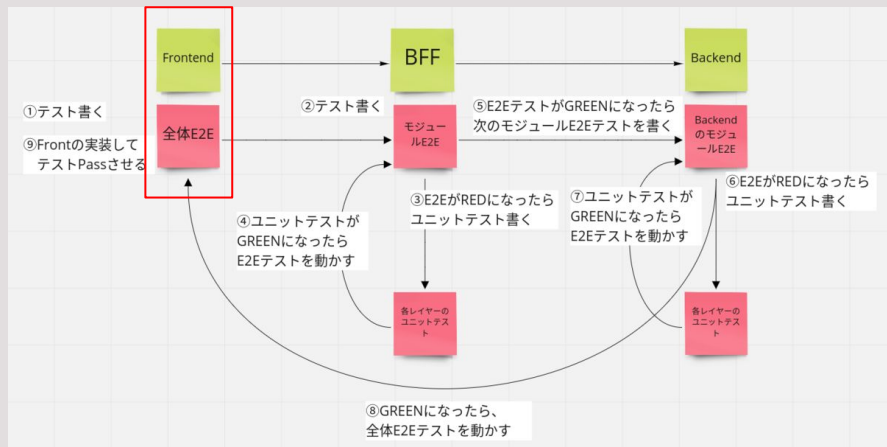 Frontend
BFF
Backend
①テスト書く
⑨Frontの実装して
テストPassさせる
全体E2E
②テスト書く
モジュー
ルE2E
⑤E2EテストがGREENになったら
次のモジュールE2Eテストを書く
Backend
のモジュ
ールE2E
③E2EがREDになったら
ユニットテスト書く
④ユニットテストが
GREENになったら
E2Eテストを動かす
⑥E2EがREDになったら
ユニットテスト書く
⑦ユニットテストが
GREENになったら
E2Eテストを動かす
各レイヤーの
ユニットテス
ト
各レイヤーの
ユニットテス
ト
⑧GREENになったら、
全体E2Eテストを動かす